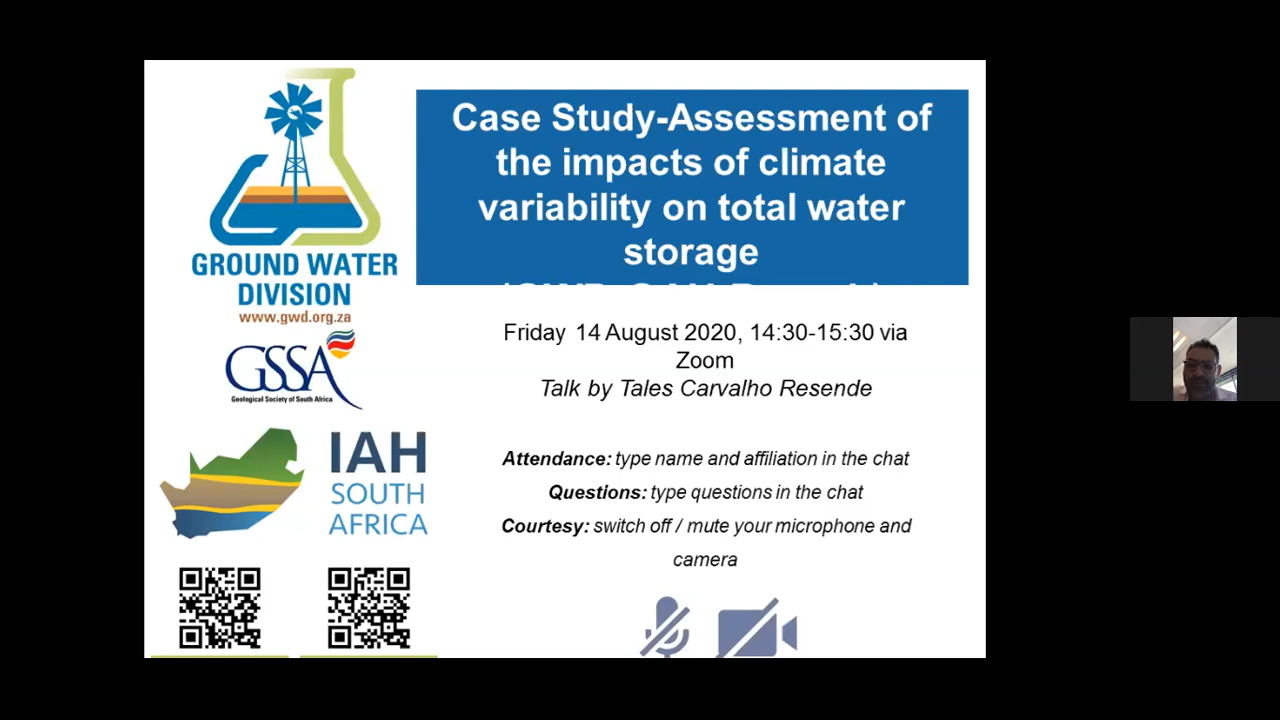 Case Study-Assessment of
the impacts of climate
variability on total water
storage
GROUND WATER
DIVISION
www.gwd.org.za
GSSA
Geological Society of South Africa
Friday 14 August 2020, 14:30-15:30 via
Zoom
Talk by Tales Carvalho Resende
IAH
SOUTH
AFRICA
Attendance: type name and affiliation in the chat
Questions: type questions in the chat
Courtesy: switch off / mute your microphone and
camera